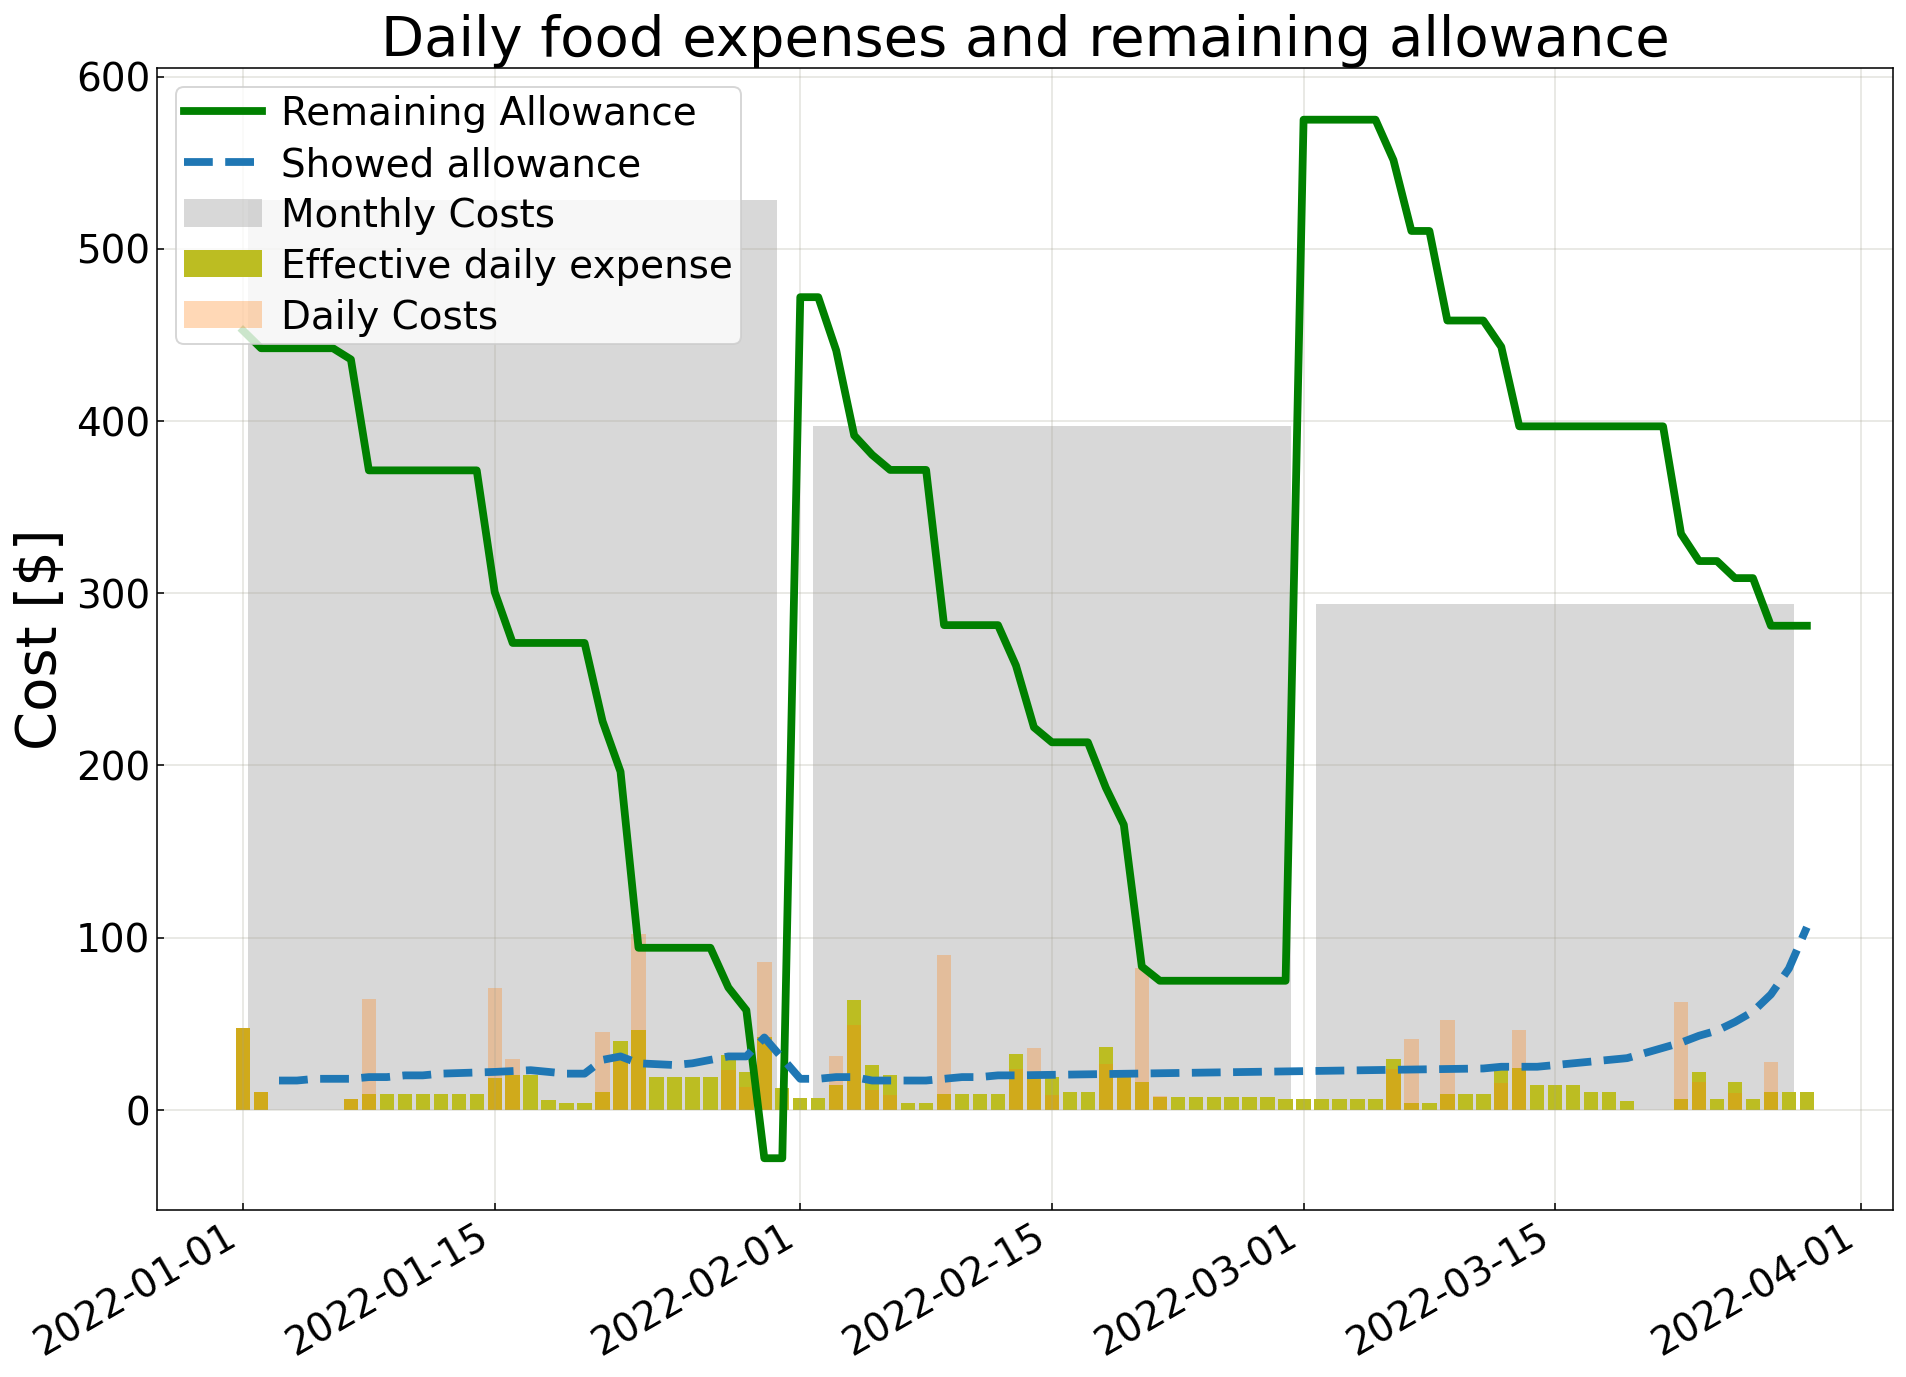 Daily food expenses and remaining allowance
600
500
400
300
200
100
0
Cost [$]
Remaining Allowance
Showed allowance
Monthly Costs
Effective daily expense
Daily Costs
2022-01-01
2022-01-15
2022-02-01
2022-02-15
2022-03-01
2022-03-15
2022-04-01